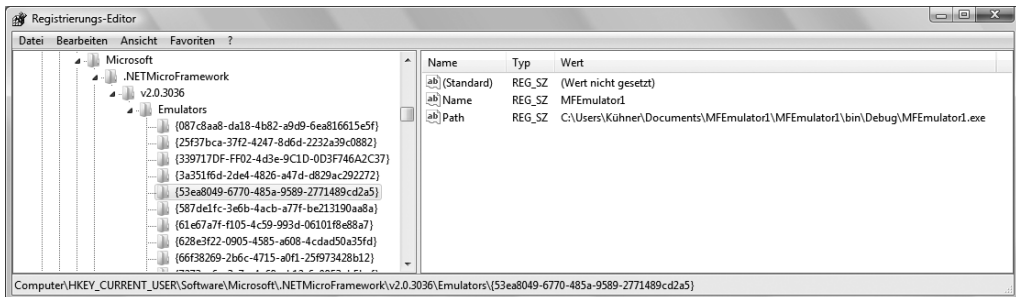 Registrierungs-Editor
Datei Bearbeiten Ansicht Favoriten ?
Microsoft
.NETMicroFramework
v2.0.3036
Emulators
{087c8aa8-da18-4b82-a9d9-6ea816615e5f}
{25f37bca-37f2-4247-8d6d-2232a39c0882}
{339717DF-FF02-4d3e-9C1D-0D3F746A2C37}
{3a351f6d-2de4-4826-a47d-d829ac292272}
{53ea8049-6770-485a-9589-2771489cd2a5}
{587de1fc-3e6b-4acb-a77f-be213190aa8a}
{61e67a7f-f105-4c59-993d-06101f8e88a7}
{628e3f22-0905-4585-a608-4cdad50a35fd}
{66f38269-2b6c-4715-a0f1-25f973428b12}
Name Typ Wert
(Standard) REG_SZ (Wert nicht gesetzt)
Name REG_SZ MFEmulator1
Path REG_SZ C:\Users\Kühner\Documents\MFEmulator1\MFEmulator1\bin\Debug\MFEmulator1.exe
Computer\HKEY_CURRENT_USER\Software\Microsoft\.NETMicroFramework\v2.0.3036\Emulators\{53ea8049-6770-485a-9589-2771489cd2a5}